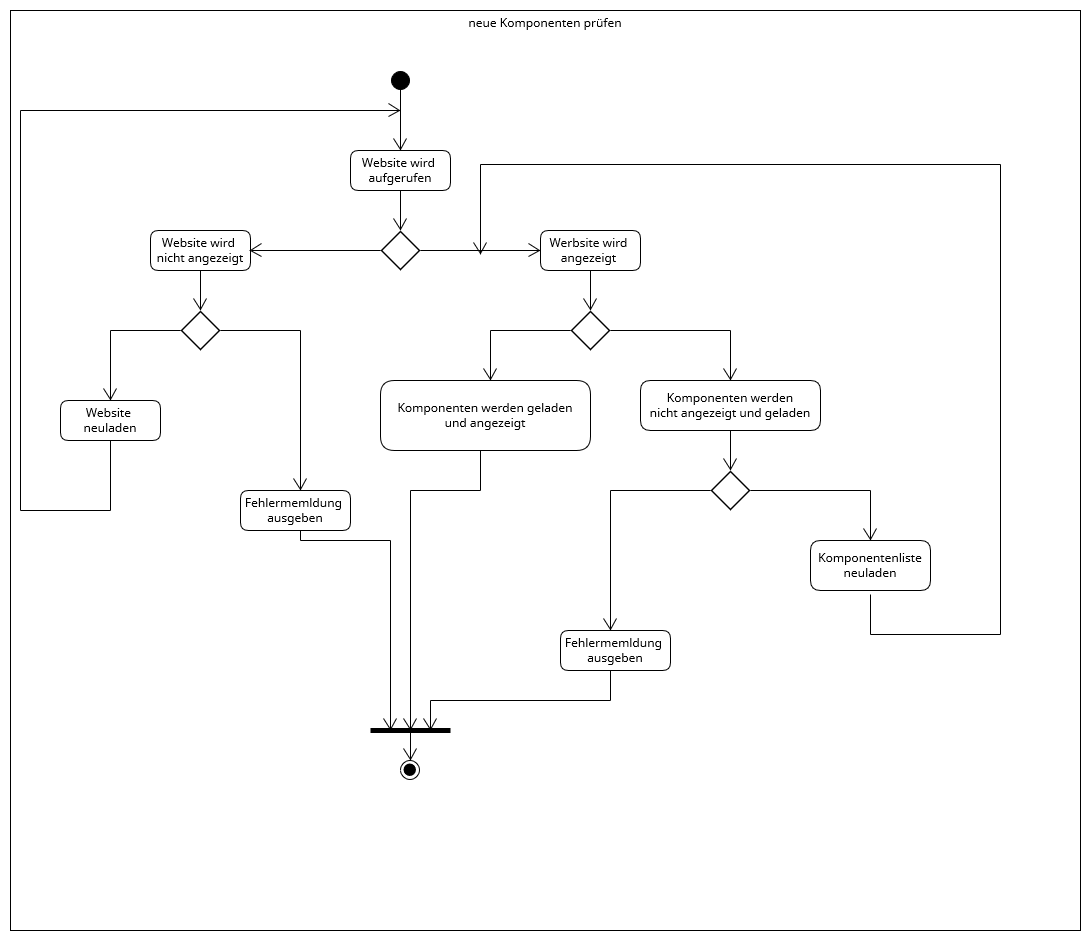 neue Komponenten prüfen
Website wird
aufgerufen
Website wird
nicht angezeigt
Werbsite wird
angezeigt
Komponenten werden geladen
und angezeigt
Komponenten werden
nicht angezeigt und geladen
Website
neuladen
Fehlermemldung
ausgeben
Komponentenliste
neuladen
Fehlermemldung
ausgeben